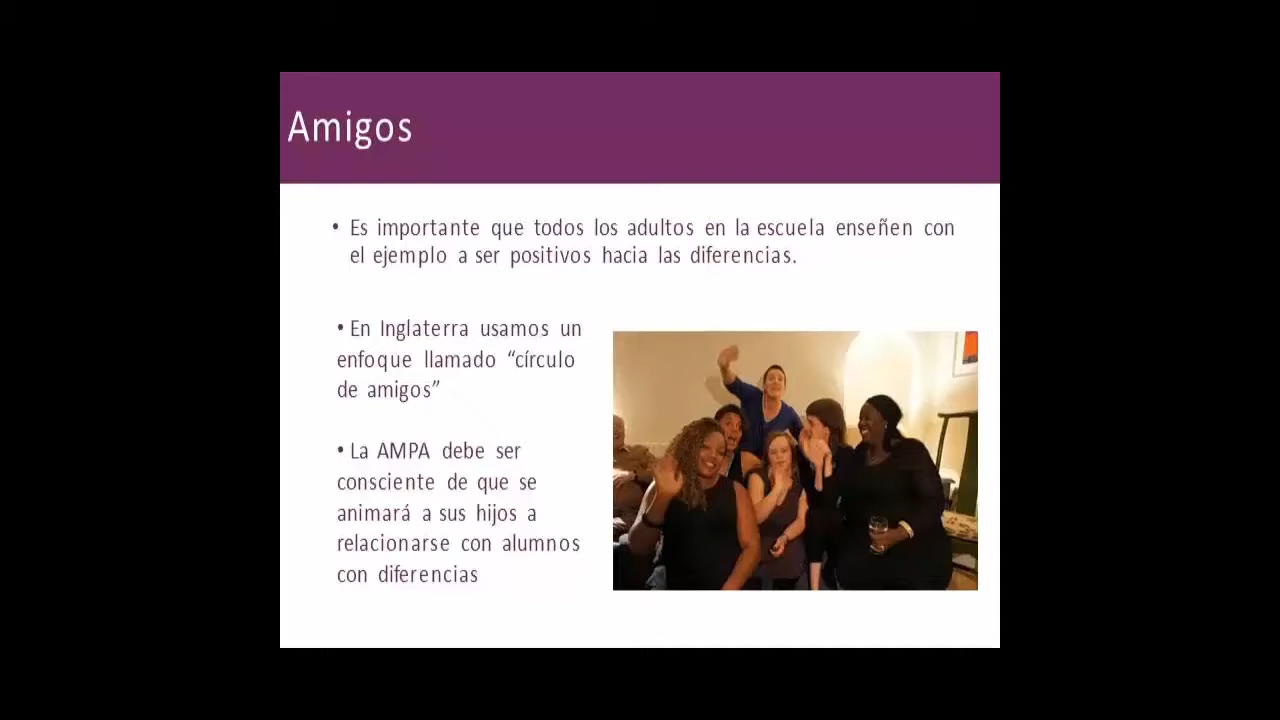 Amigos
• Es importante que todos los adultos en la escuela enseñen con
el ejemplo a ser positivos hacia las diferencias.
• En Inglaterra usamos un
enfoque llamado “círculo
de amigos”
• La AMPA debe ser
consciente de que se
animará a sus hijos a
relacionarse con alumnos
con diferencias